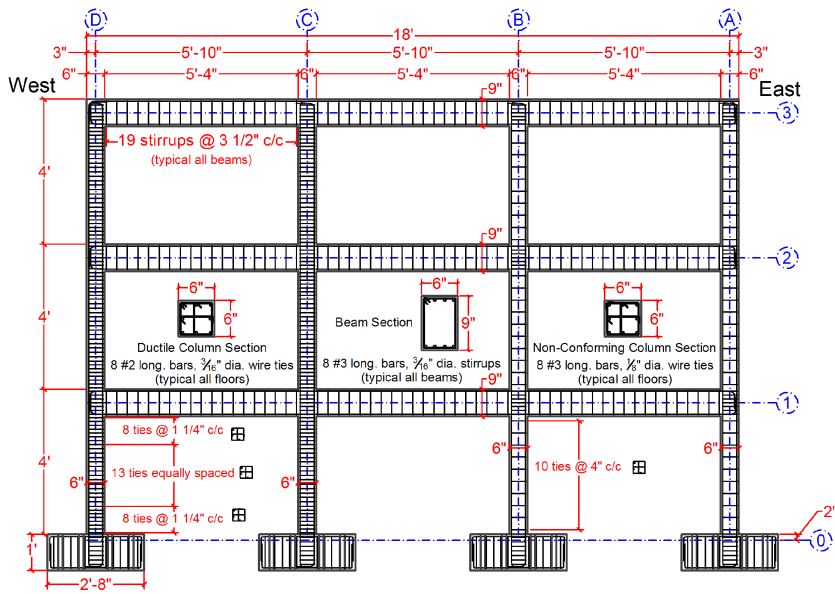 D C B A
18'
3" 5'-10" 5'-10" 5'-10" 3"
West 6" 5'-4" 6" 5'-4" 6" 5'-4" 6" East
9"
3
19 stirrups @ 3 1/2" c/c
(typical all beams)
4'
9"
2
6" 6" 6"
6" 9" 6"
Beam Section
Ductile Column Section
8 #2 long. bars, 3/16" dia. wire ties
(typical all floors)
8 #3 long. bars, 3/16" dia. stirrups
(typical all beams)
Non-Conforming Column Section
8 #3 long. bars, 1/8" dia. wire ties
(typical all floors)
4'
9"
1
8 ties @ 1 1/4" c/c
13 ties equally spaced
8 ties @ 1 1/4" c/c
10 ties @ 4" c/c
4'
6" 6" 6" 6"
2"
0
1'
2'-8"